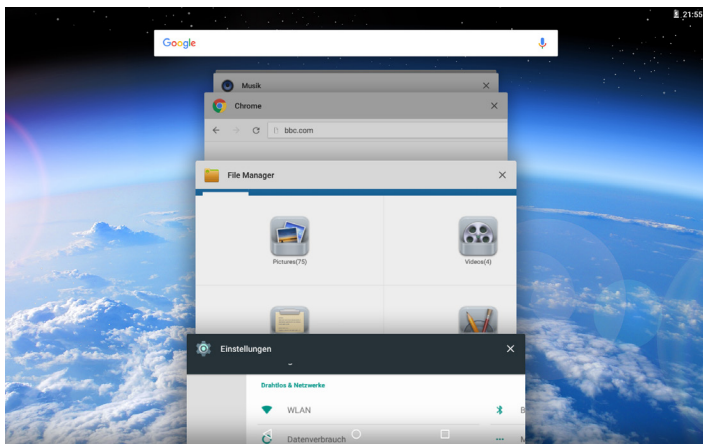 21:55
Google
Musik
Chrome
bbc.com
File Manager
Pictures(75)
Videos(4)
Einstellungen
Drahtlos & Netzwerke
WLAN
B
Datenverbrauch